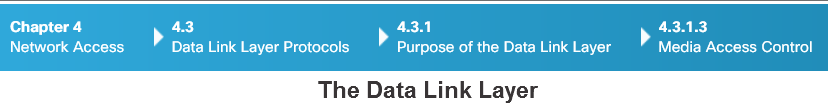 Chapter 4
Network Access
4.3
Data Link Layer Protocols
4.3.1
Purpose of the Data Link Layer
4.3.1.3
Media Access Control
The Data Link Layer